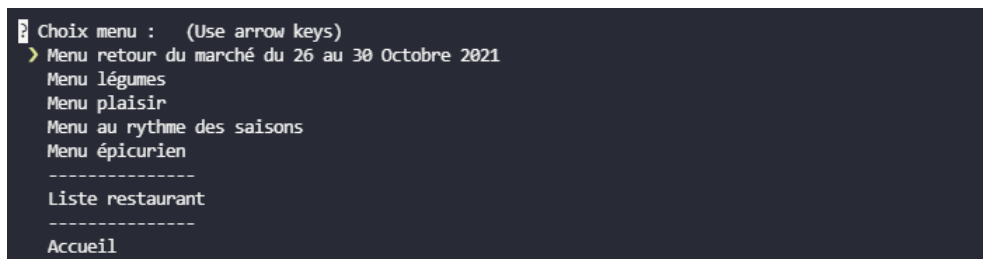 ? Choix menu :   (Use arrow keys)
❯ Menu retour du marché du 26 au 30 Octobre 2021
Menu légumes
Menu plaisir
Menu au rythme des saisons
Menu épicurien
---------------
Liste restaurant
---------------
Accueil